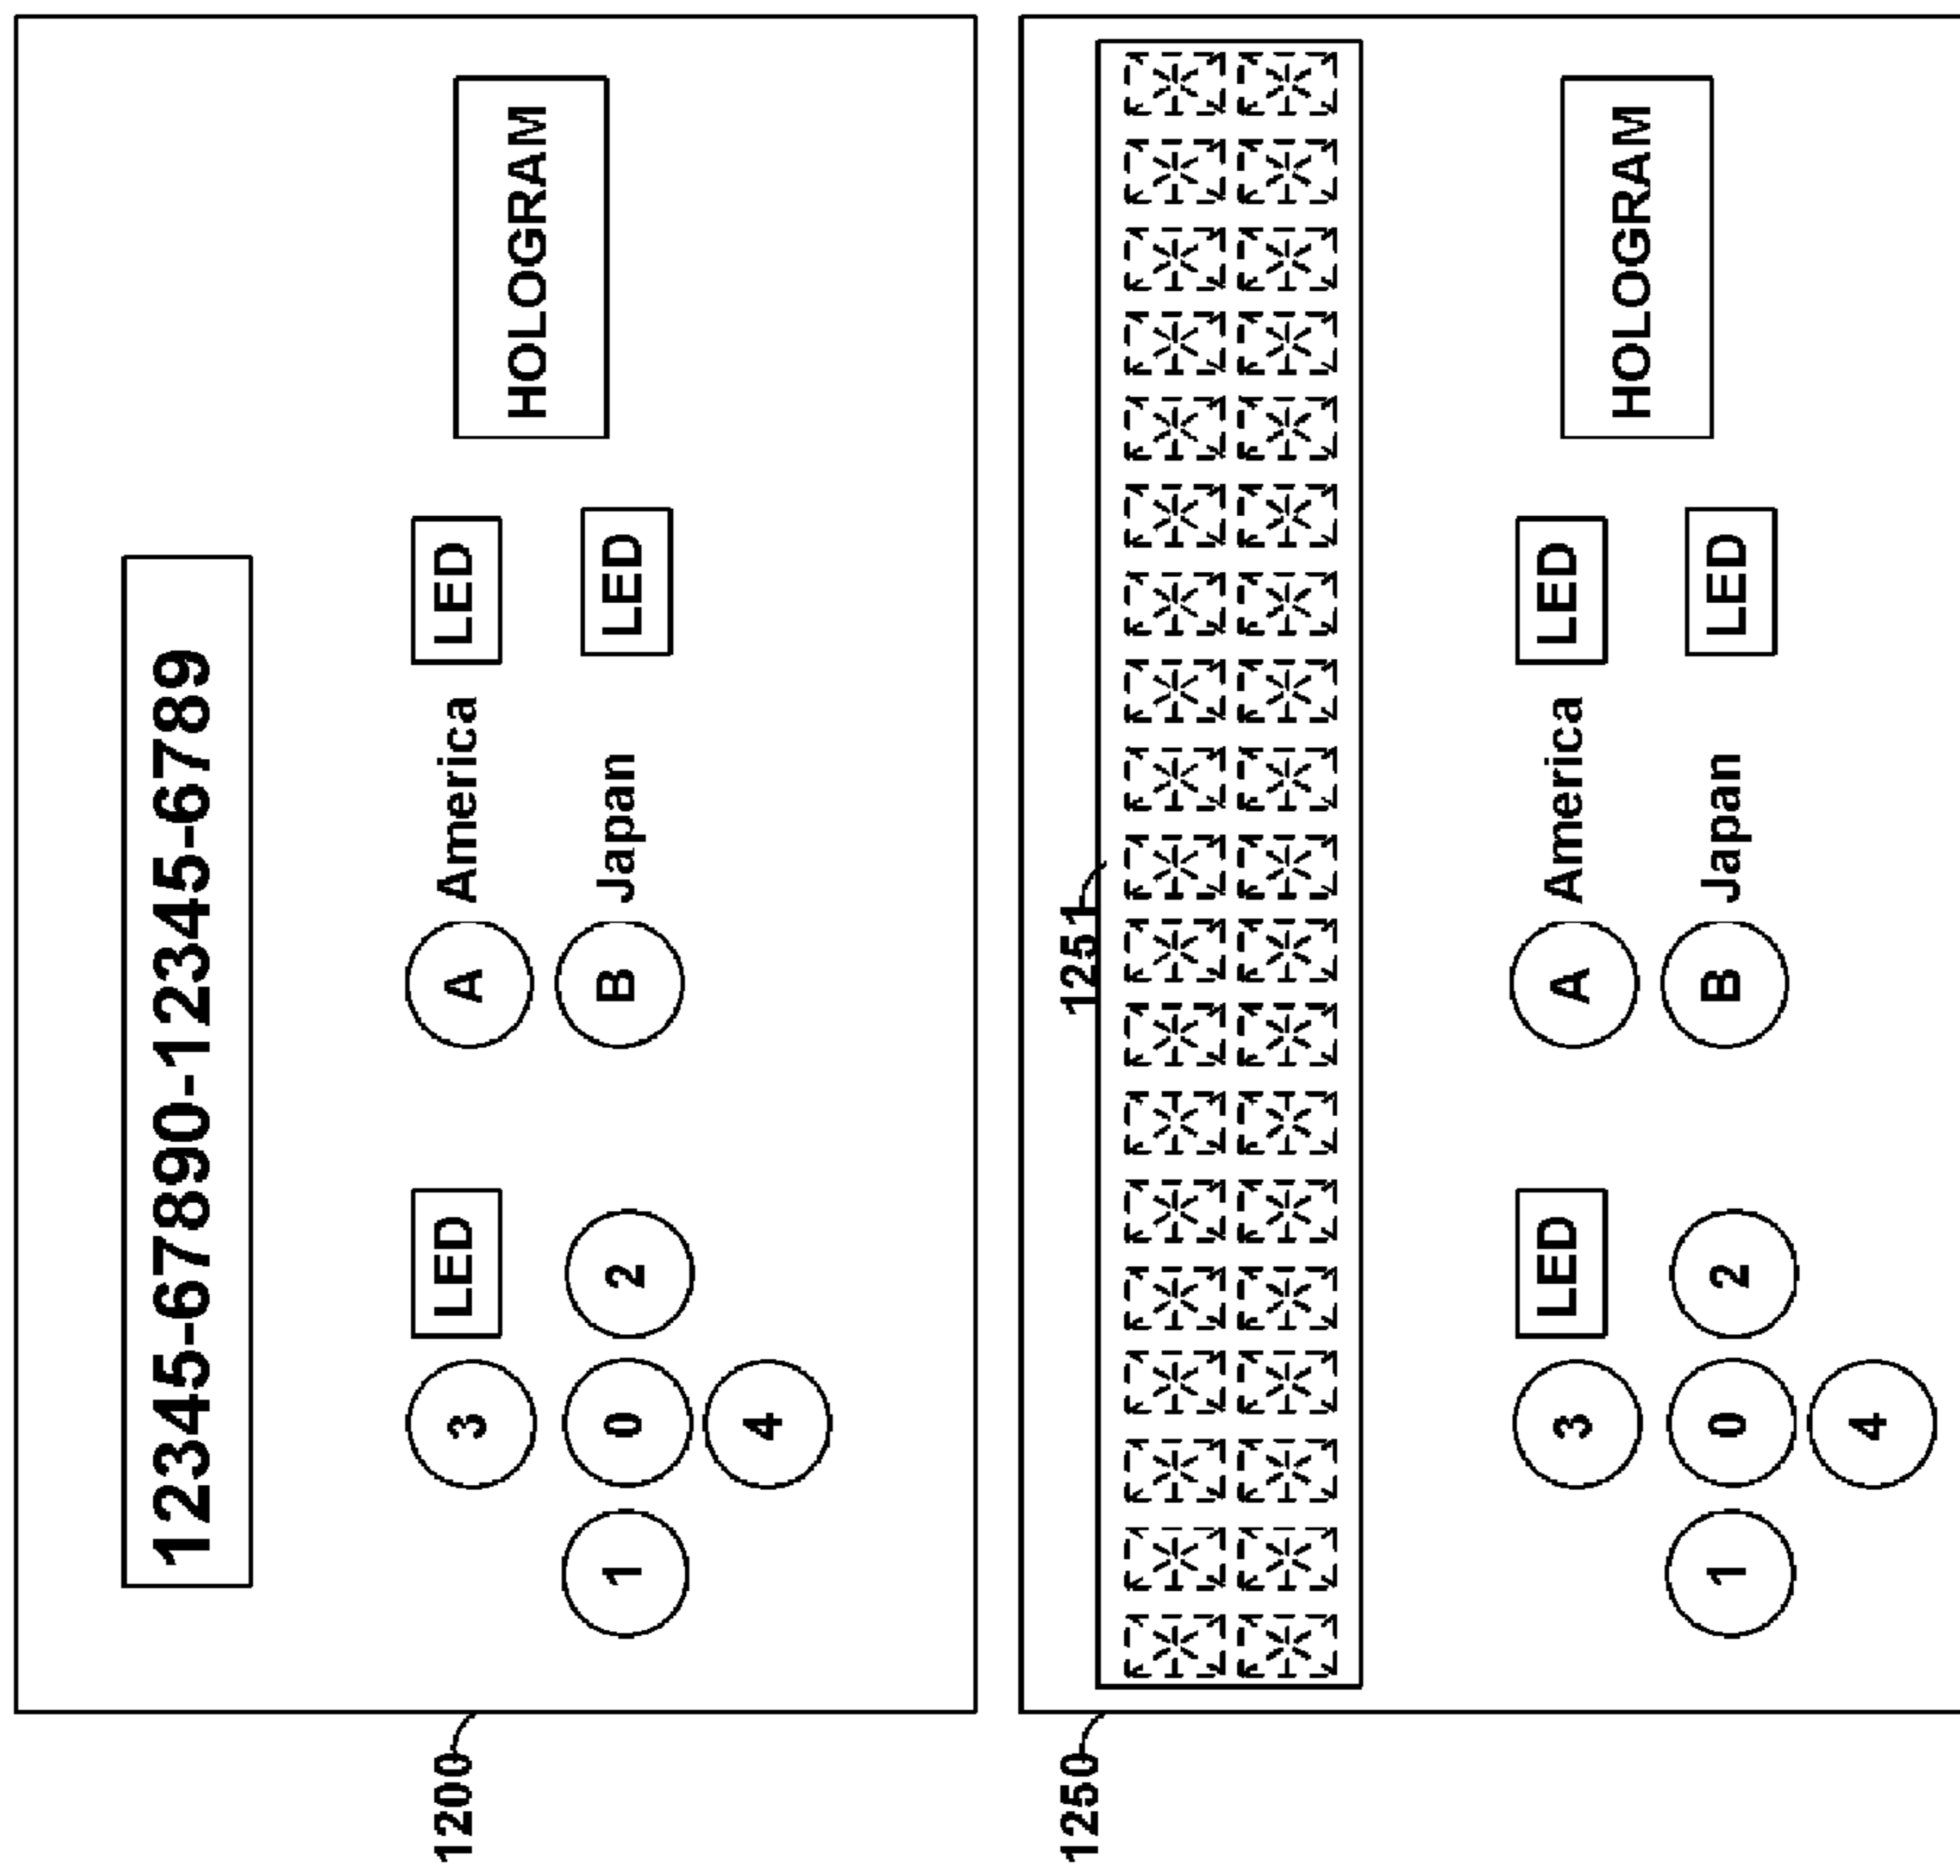 12345-67890-12345-6789
1200
3 LED A America LED
HOLOGRAM
1 0 2 B Japan LED
4
1250 1251
3 LED A America LED
HOLOGRAM
1 0 2 B Japan LED
4